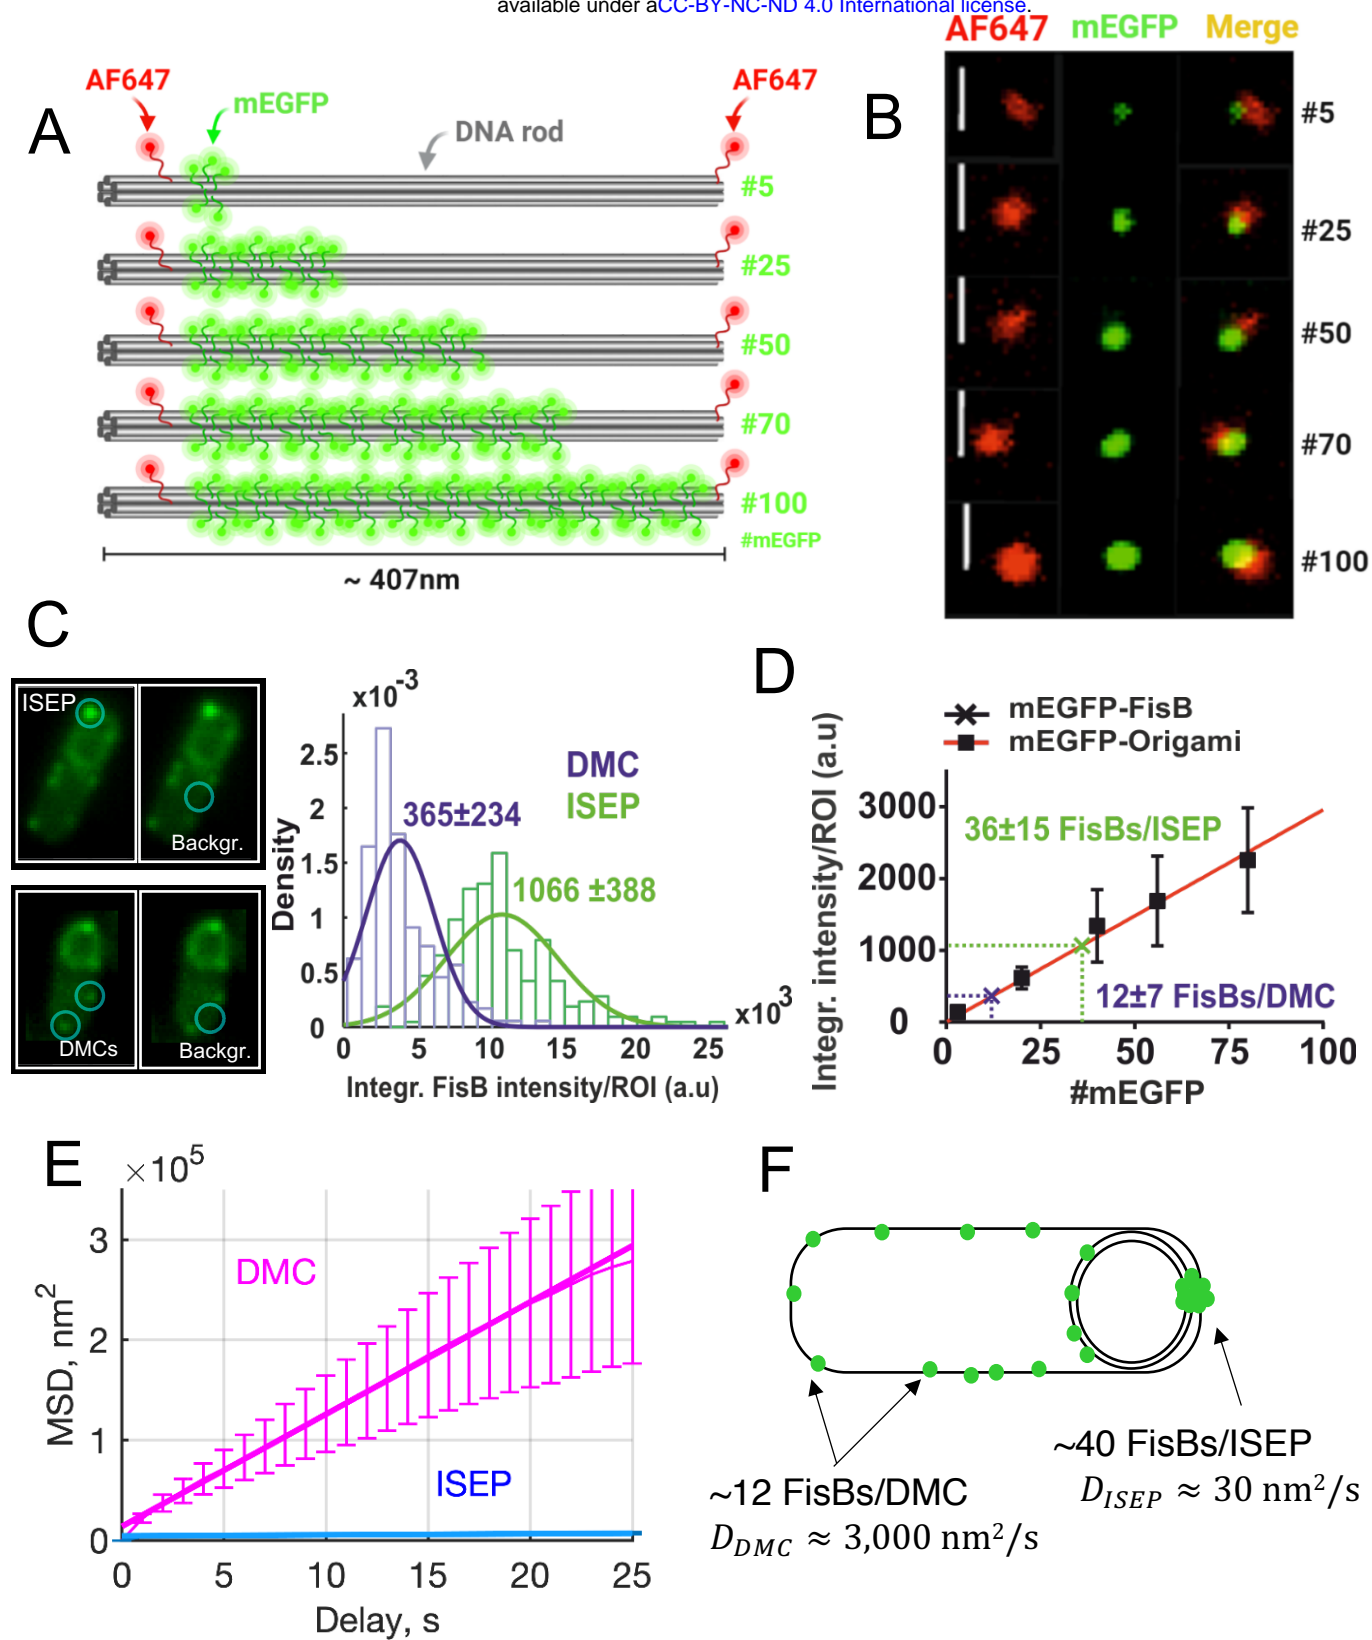 available under aCC-BY-NC-ND 4.0 International license.
A
AF647
mEGFP
DNA rod
AF647
#5
#25
#50
#70
#100
#mEGFP
~ 407nm
B
AF647 mEGFP Merge
#5
#25
#50
#70
#100
C
ISEP
Backgr.
DMCs
Backgr.
x10-3
Density
2.5
2
1.5
1
0.5
0
DMC
ISEP
365±234
1066 ±388
0 5 10 15 20 25
x10³
Integr. FisB intensity/ROI (a.u)
D
mEGFP-FisB
mEGFP-Origami
Integr. intensity/ROI (a.u)
3000
2000
1000
0
36±15 FisBs/ISEP
12±7 FisBs/DMC
0 25 50 75 100
#mEGFP
E
×10⁵
MSD, nm²
3
2
1
0
DMC
ISEP
0 5 10 15 20 25
Delay, s
F
~12 FisBs/DMC
D_DMC ≈ 3,000 nm²/s
~40 FisBs/ISEP
D_ISEP ≈ 30 nm²/s